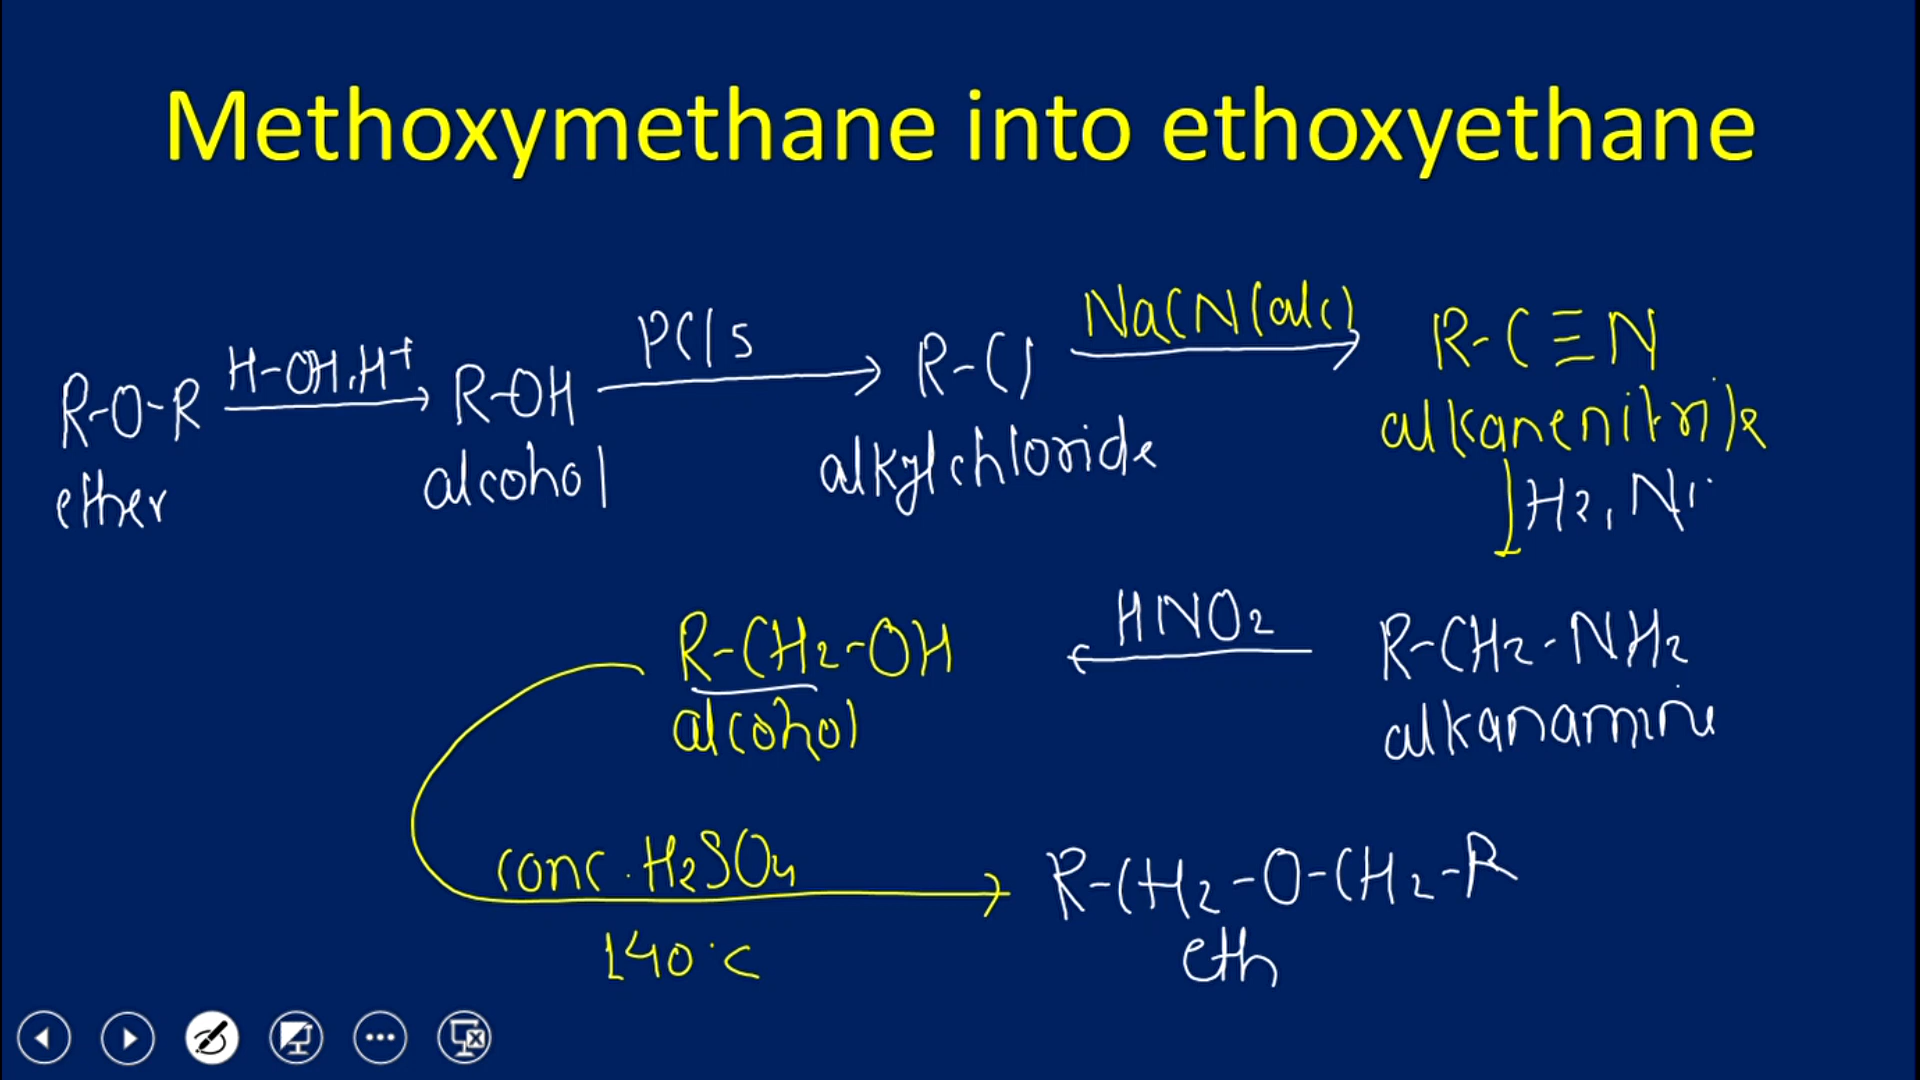 Methoxymethane into ethoxyethane
R-O-R H-OH, H⁺ R-OH PCl5 R-Cl NaCN(alc) R-C≡N
ether alcohol alkylchloride alkanenitrile
H2, Ni
R-CH2-OH HNO2 R-CH2-NH2
alcohol alkanamine
conc. H2SO4 R-CH2-O-CH2-R
140°C eth